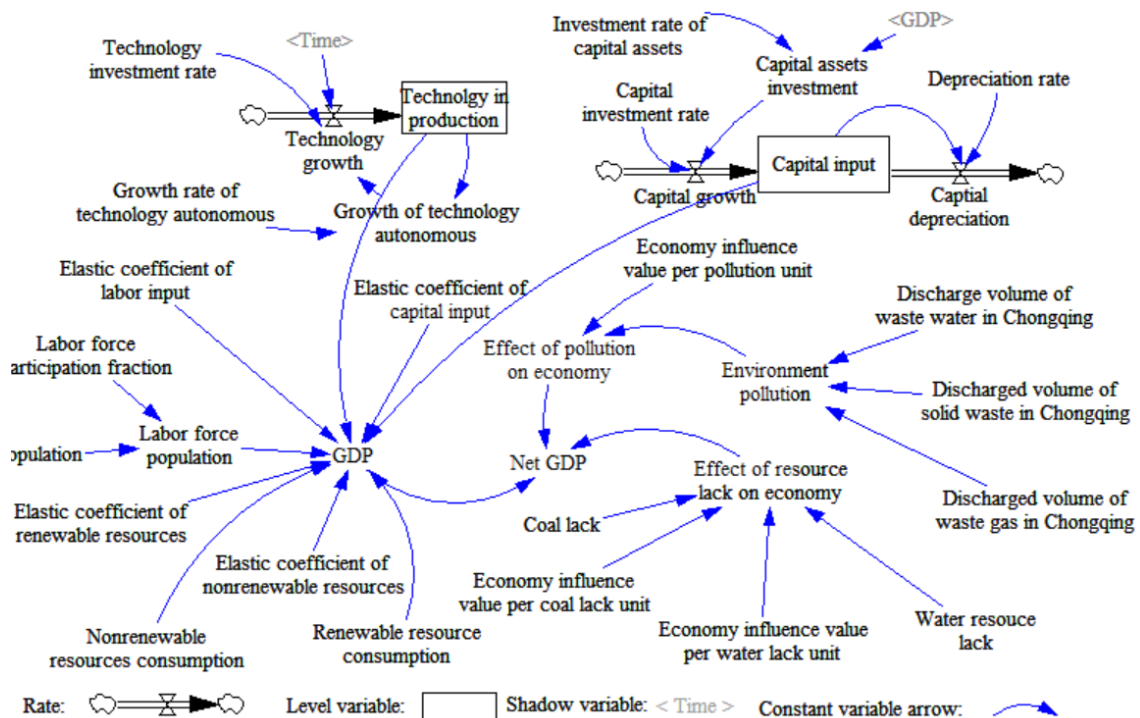 Technology
investment rate
<Time>
Technolgy in
production
Technology
growth
Growth rate of
technology autonomous
Growth of technology
autonomous
Investment rate of
capital assets
<GDP>
Capital assets
investment
Depreciation rate
Capital
investment rate
Capital input
Capital growth
Captial
depreciation
Elastic coefficient of
labor input
Elastic coefficient of
capital input
Economy influence
value per pollution unit
Discharge volume of
waste water in Chongqing
Labor force
articipation fraction
Effect of pollution
on economy
Environment
pollution
Discharged volume of
solid waste in Chongqing
opulation
Labor force
population
GDP
Net GDP
Effect of resource
lack on economy
Discharged volume of
waste gas in Chongqing
Elastic coefficient of
renewable resources
Coal lack
Elastic coefficient of
nonrenewable resources
Economy influence
value per coal lack unit
Nonrenewable
resources consumption
Renewable resource
consumption
Economy influence value
per water lack unit
Water resouce
lack
Rate:
Level variable:
Shadow variable: < Time >
Constant variable arrow: